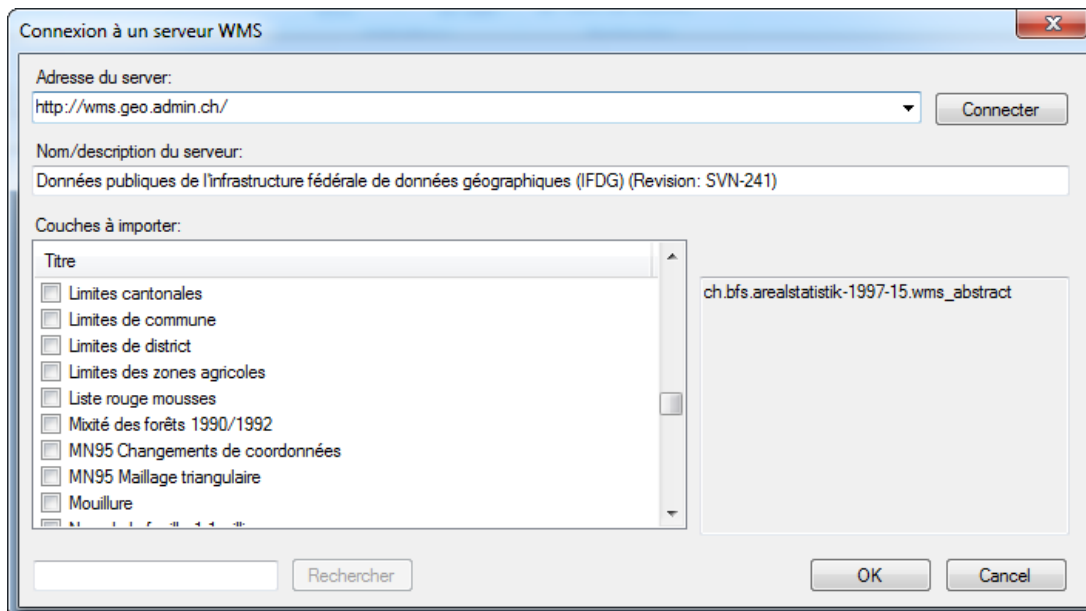 Connexion à un serveur WMS
Adresse du server:
http://wms.geo.admin.ch/
Connecter
Nom/description du serveur:
Données publiques de l'infrastructure fédérale de données géographiques (IFDG) (Revision: SVN-241)
Couches à importer:
Titre
Limites cantonales
Limites de commune
Limites de district
Limites des zones agricoles
Liste rouge mousses
Mixité des forêts 1990/1992
MN95 Changements de coordonnées
MN95 Maillage triangulaire
Mouillure
ch.bfs.arealstatistik-1997-15.wms_abstract
Rechercher
OK
Cancel